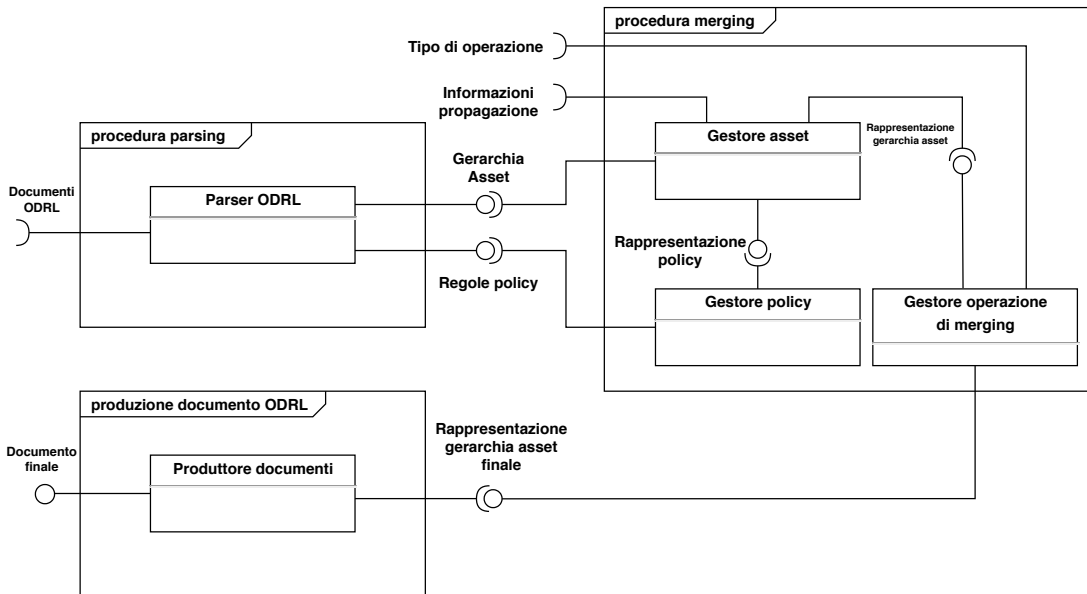 procedura merging
Tipo di operazione
Informazioni
propagazione
procedura parsing
Gestore asset
Rappresentazione
gerarchia asset
Gerarchia
Asset
Documenti
ODRL
Parser ODRL
Rappresentazione
policy
Regole policy
Gestore policy
Gestore operazione
di merging
produzione documento ODRL
Rappresentazione
gerarchia asset
finale
Documento
finale
Produttore documenti